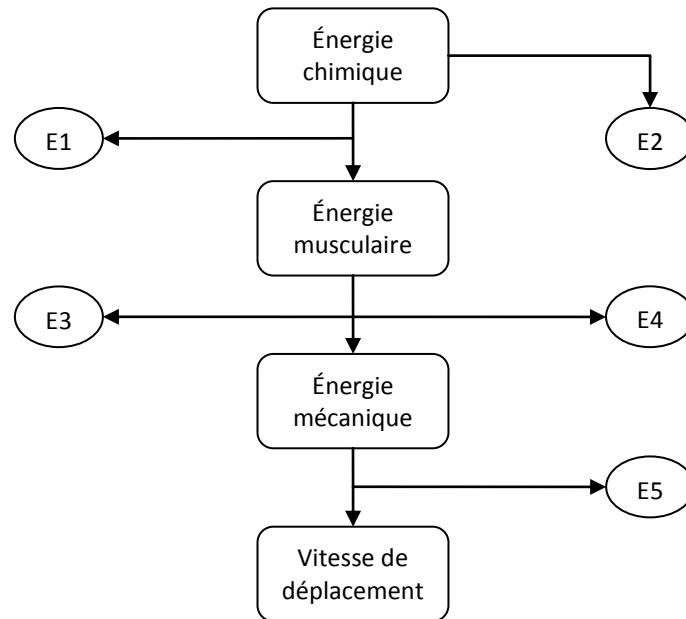 Énergie
chimique
E1
E2
Énergie
musculaire
E3
E4
Énergie
mécanique
E5
Vitesse de
déplacement